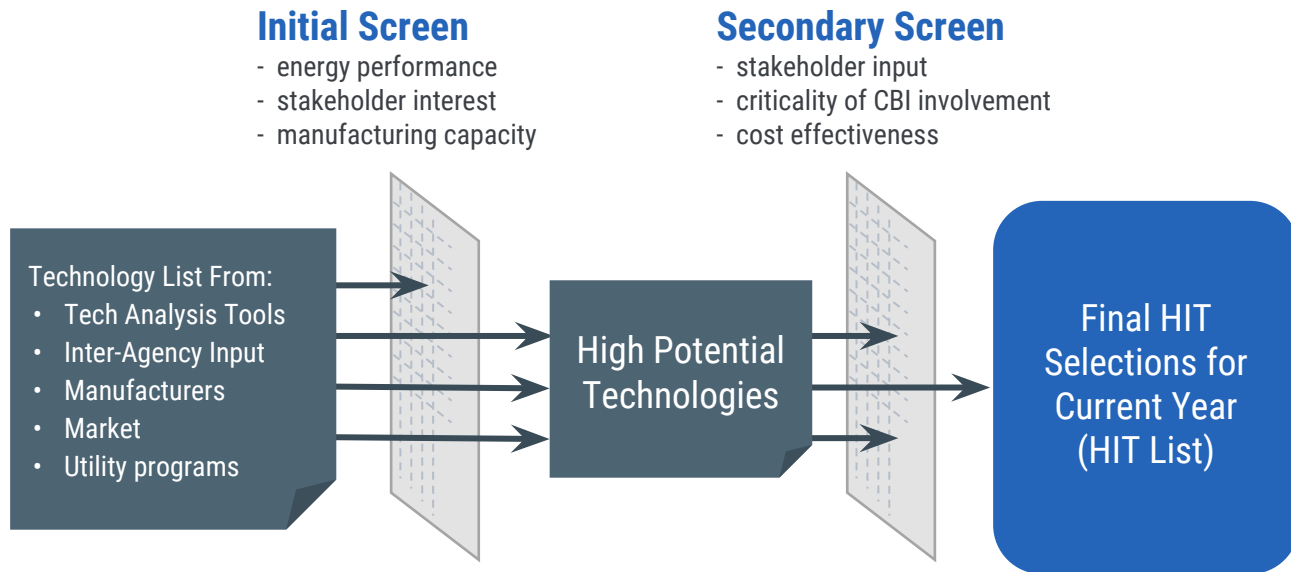 Initial Screen
- energy performance
- stakeholder interest
- manufacturing capacity
Secondary Screen
- stakeholder input
- criticality of CBI involvement
- cost effectiveness
Technology List From:
• Tech Analysis Tools
• Inter-Agency Input
• Manufacturers
• Market
• Utility programs
High Potential
Technologies
Final HIT
Selections for
Current Year
(HIT List)